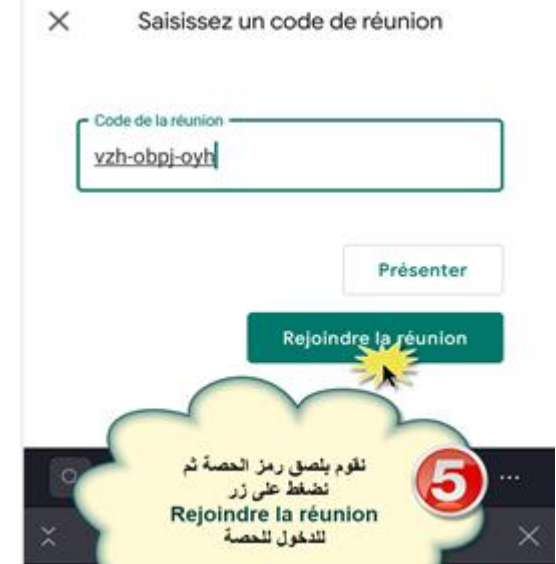 Saisissez un code de réunion
Code de la réunion
vzh-obpj-oyh
Présenter
Rejoindre la réunion
نقوم بلصق رمز الحصة ثم
نضغط على زر
Rejoindre la réunion
للدخول للحصة
5